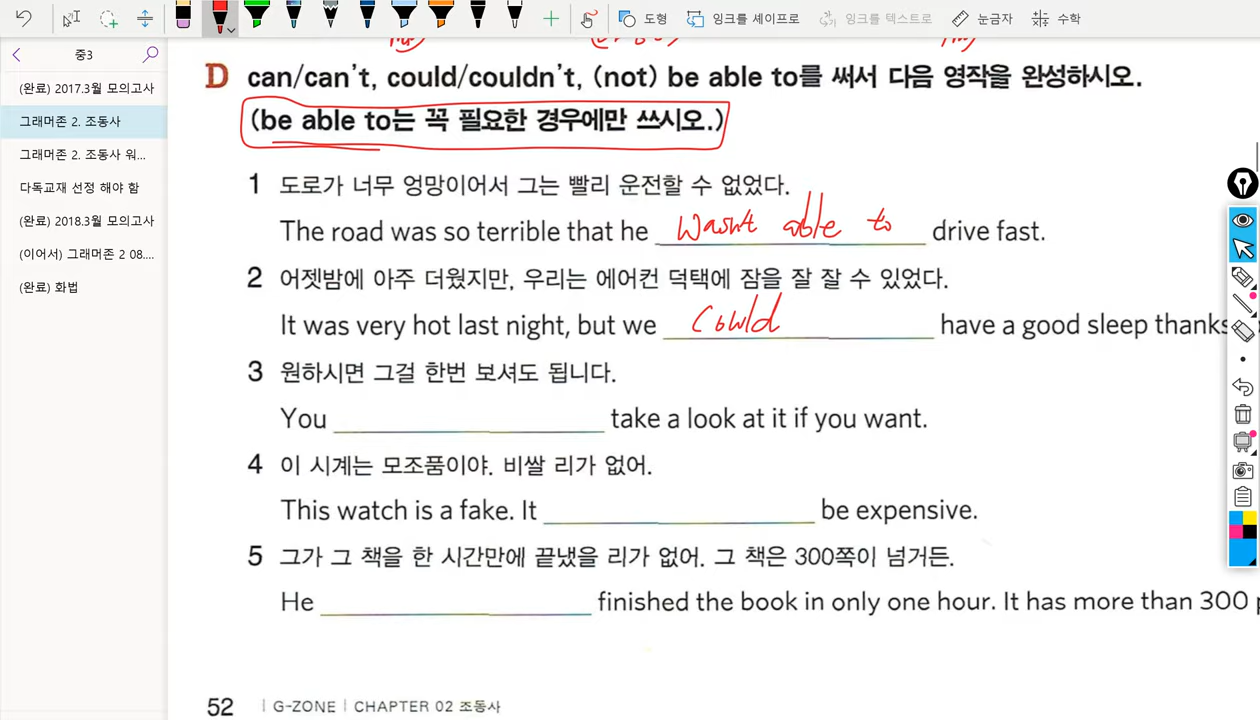 도형
잉크를 셰이프로
잉크를 텍스트로
눈금자
수학
중3
(완료) 2017.3월 모의고사
그래머존 2. 조동사
그래머존 2. 조동사 워...
다독교재 선정 해야 함
(완료) 2018.3월 모의고사
(이어서) 그래머존 2 08....
(완료) 화법
D can/can't, could/couldn't, (not) be able to를 써서 다음 영작을 완성하시오.
(be able to는 꼭 필요한 경우에만 쓰시오.)
1 도로가 너무 엉망이어서 그는 빨리 운전할 수 없었다.
The road was so terrible that he wasn't able to drive fast.
2 어젯밤에 아주 더웠지만, 우리는 에어컨 덕택에 잠을 잘 잘 수 있었다.
It was very hot last night, but we could have a good sleep thanks
3 원하시면 그걸 한번 보셔도 됩니다.
You take a look at it if you want.
4 이 시계는 모조품이야. 비쌀 리가 없어.
This watch is a fake. It be expensive.
5 그가 그 책을 한 시간만에 끝냈을 리가 없어. 그 책은 300쪽이 넘거든.
He finished the book in only one hour. It has more than 300
52 | G-ZONE | CHAPTER 02 조동사